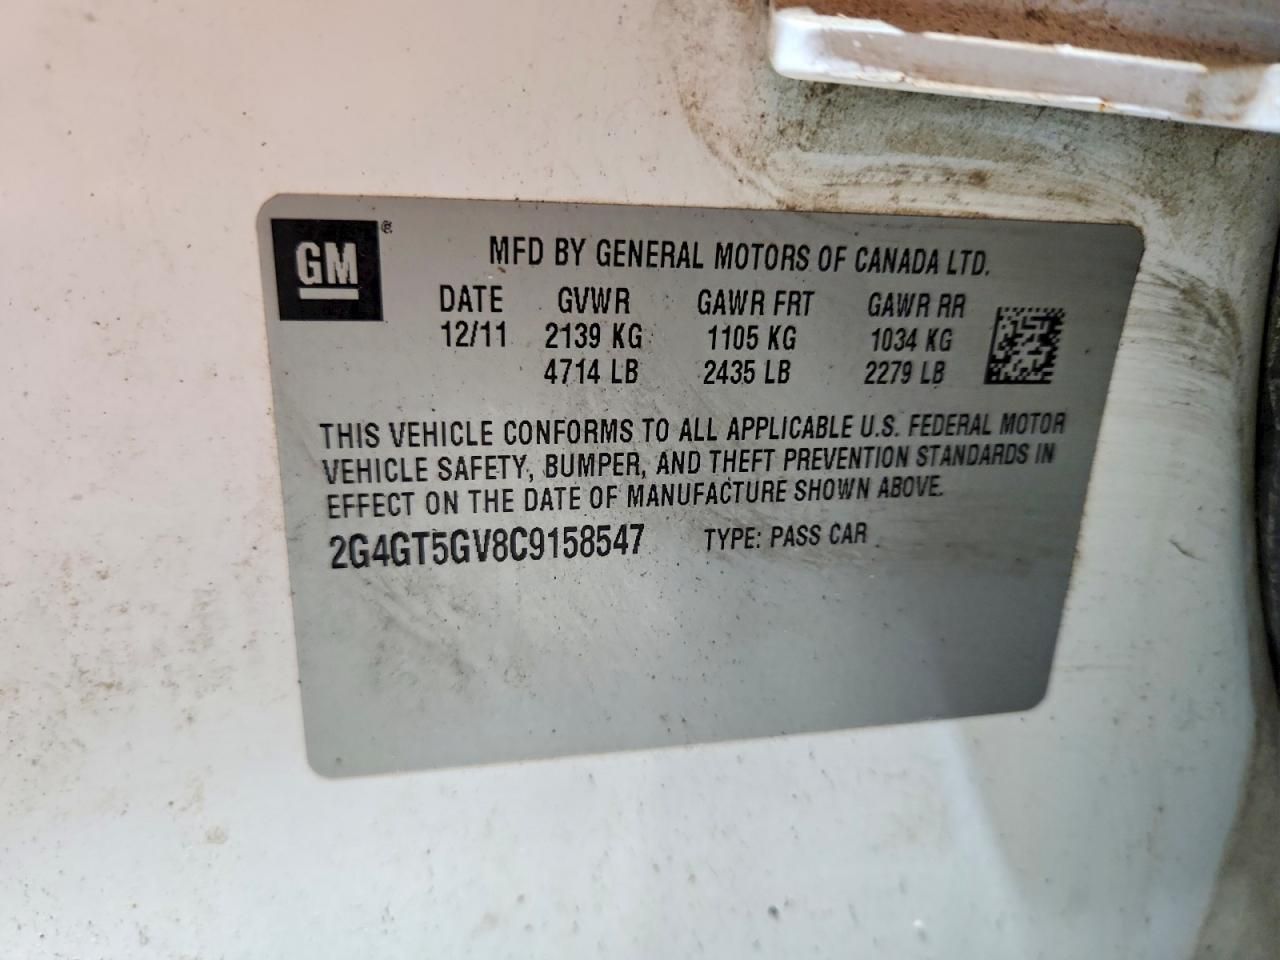 GM ®
MFD BY GENERAL MOTORS OF CANADA LTD.
DATE GVWR GAWR FRT GAWR RR
12/11 2139 KG 1105 KG 1034 KG
4714 LB 2435 LB 2279 LB
THIS VEHICLE CONFORMS TO ALL APPLICABLE U.S. FEDERAL MOTOR
VEHICLE SAFETY, BUMPER, AND THEFT PREVENTION STANDARDS IN
EFFECT ON THE DATE OF MANUFACTURE SHOWN ABOVE.
2G4GT5GV8C9158547 TYPE: PASS CAR